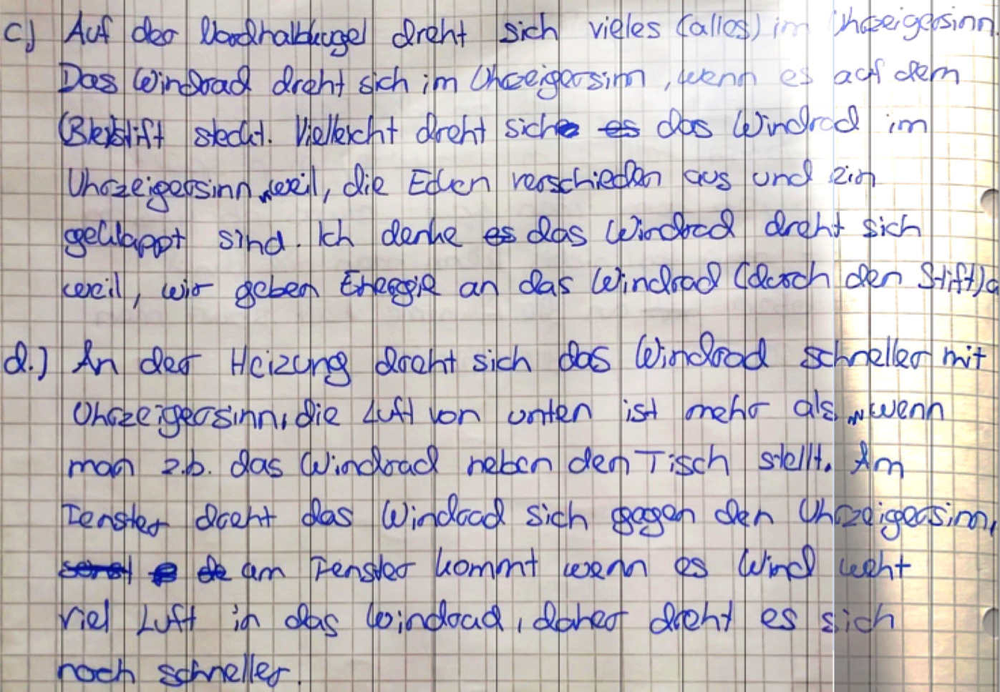 c) Auf der Nordhalbkugel dreht sich vieles (alles) im Uhrzeigersinn.
Das Windrad dreht sich im Uhrzeigersinn, wenn es auf dem
Bleistift steckt. Vielleicht dreht sich es das Windrad im
Uhrzeigersinn weil, die Ecken verschieden aus und ein
geklappt sind. Ich denke es das Windrad dreht sich
weil, wir geben Energie an das Windrad (durch den Stift)
d.) An der Heizung dreht sich das Windrad schneller mit
Uhrzeigersinn, die Luft von unten ist mehr als wenn
man z.b. das Windrad neben den Tisch stellt. Am
Fenster dreht das Windrad sich gegen den Uhrzeigersinn,
am Fenster kommt wenn es Wind weht
viel Luft in das Windrad, daher dreht es sich
noch schneller.